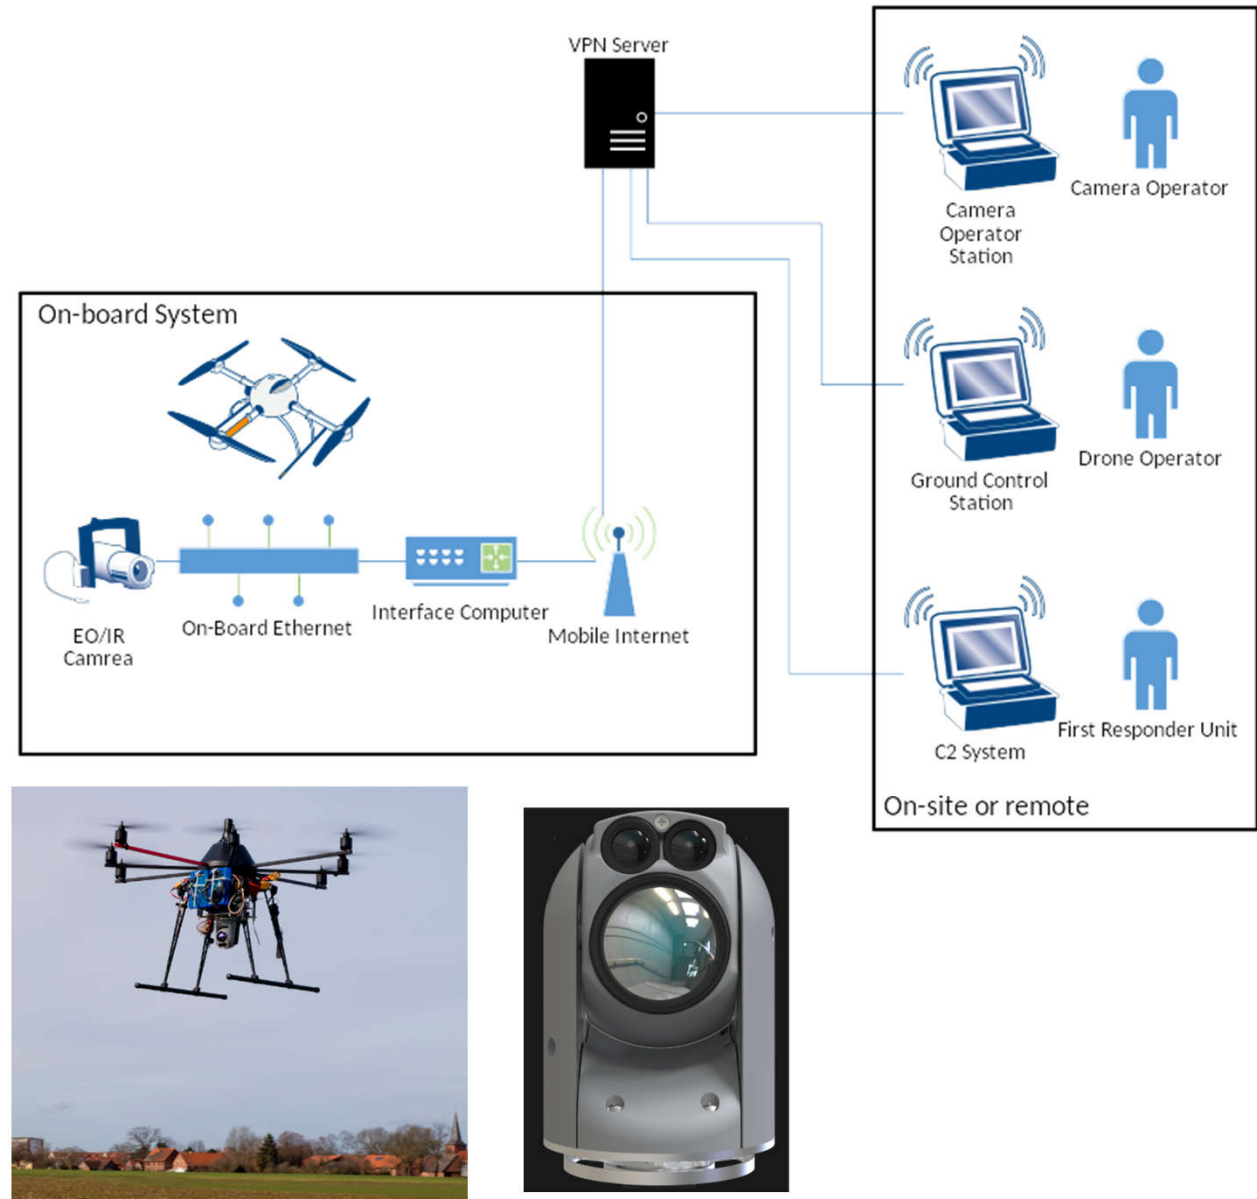 VPN Server
Camera Operator
Camera
Operator
Station
On-board System
Drone Operator
Ground Control
Station
EO/IR
Camrea
On-Board Ethernet
Interface Computer
Mobile Internet
C2 System
First Responder Unit
On-site or remote